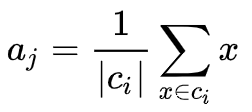 a_j = \frac{1}{|c_i|} \sum_{x \in c_i} x